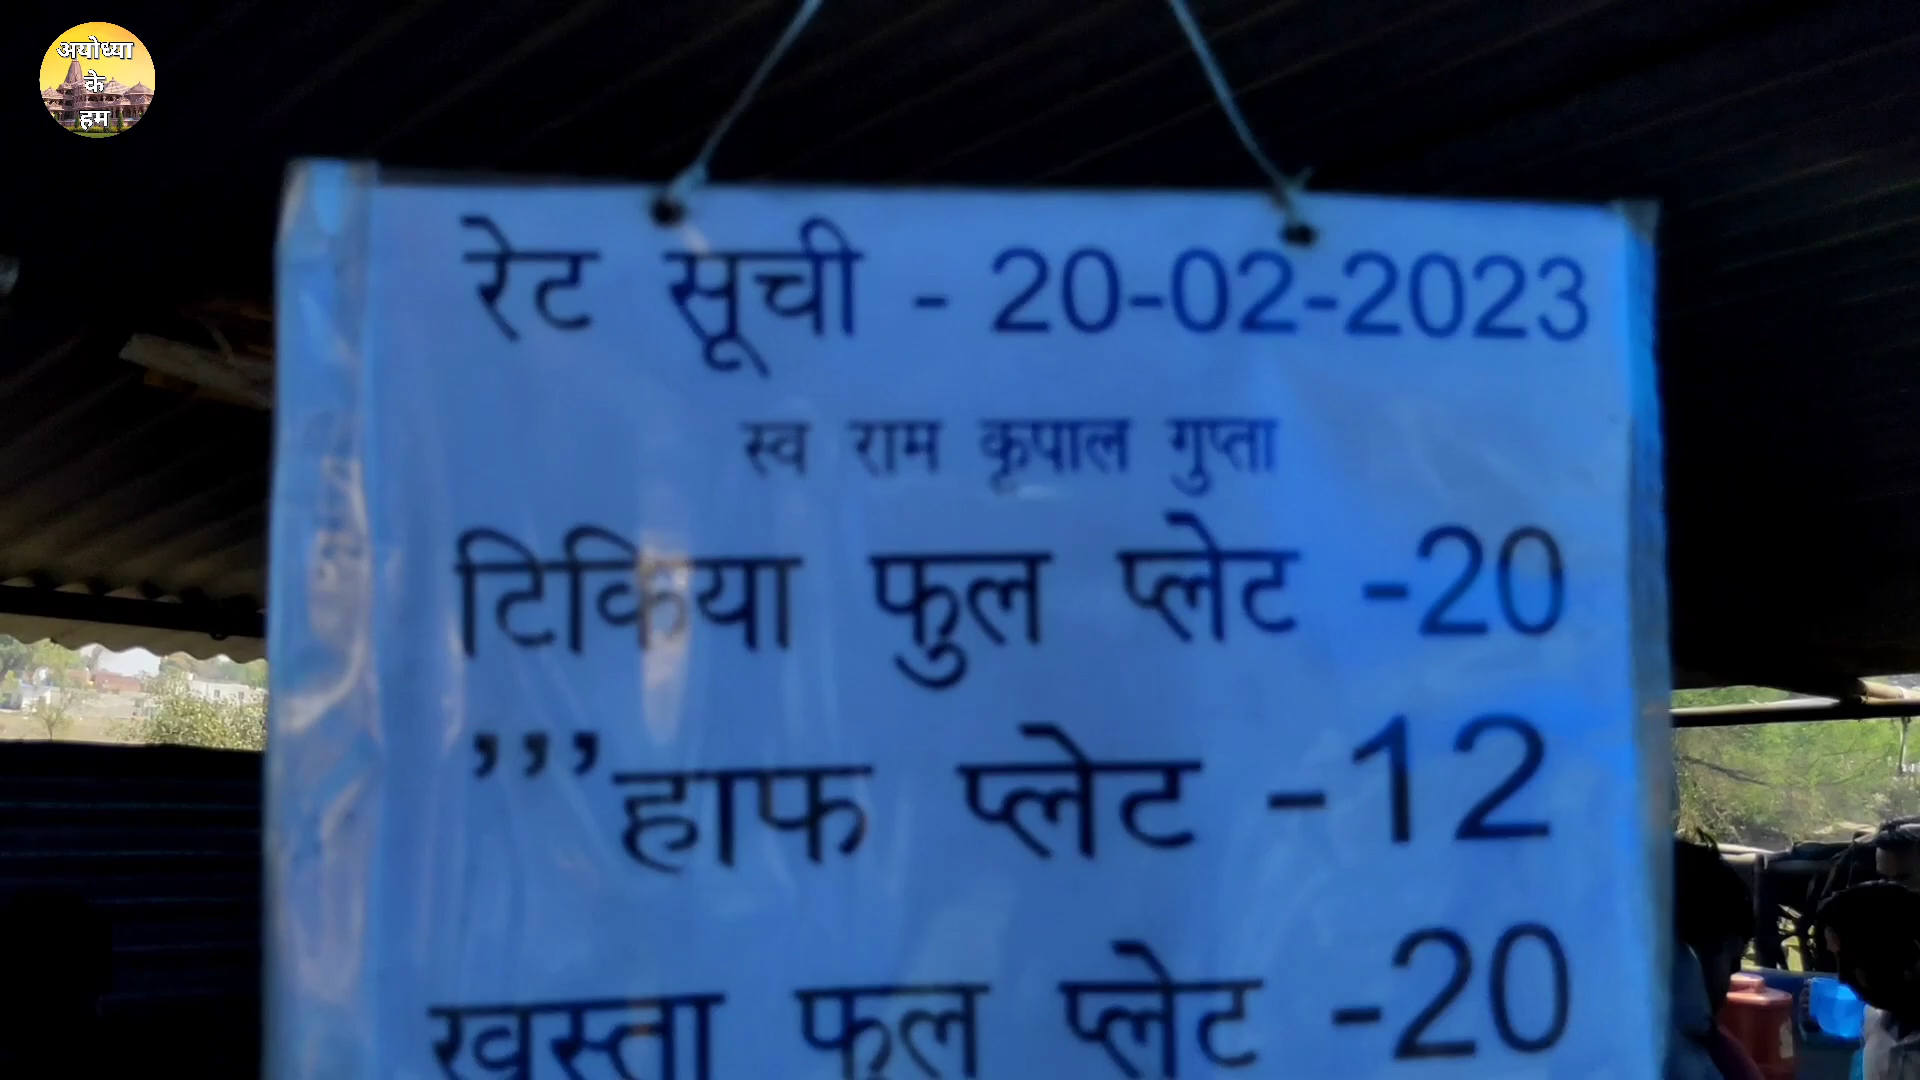 अयोध्या
के
हम
रेट सूची - 20-02-2023
स्व राम कृपाल गुप्ता
टिकिया फुल प्लेट -20
’’’हाफ प्लेट -12
खस्ता फुल प्लेट -20